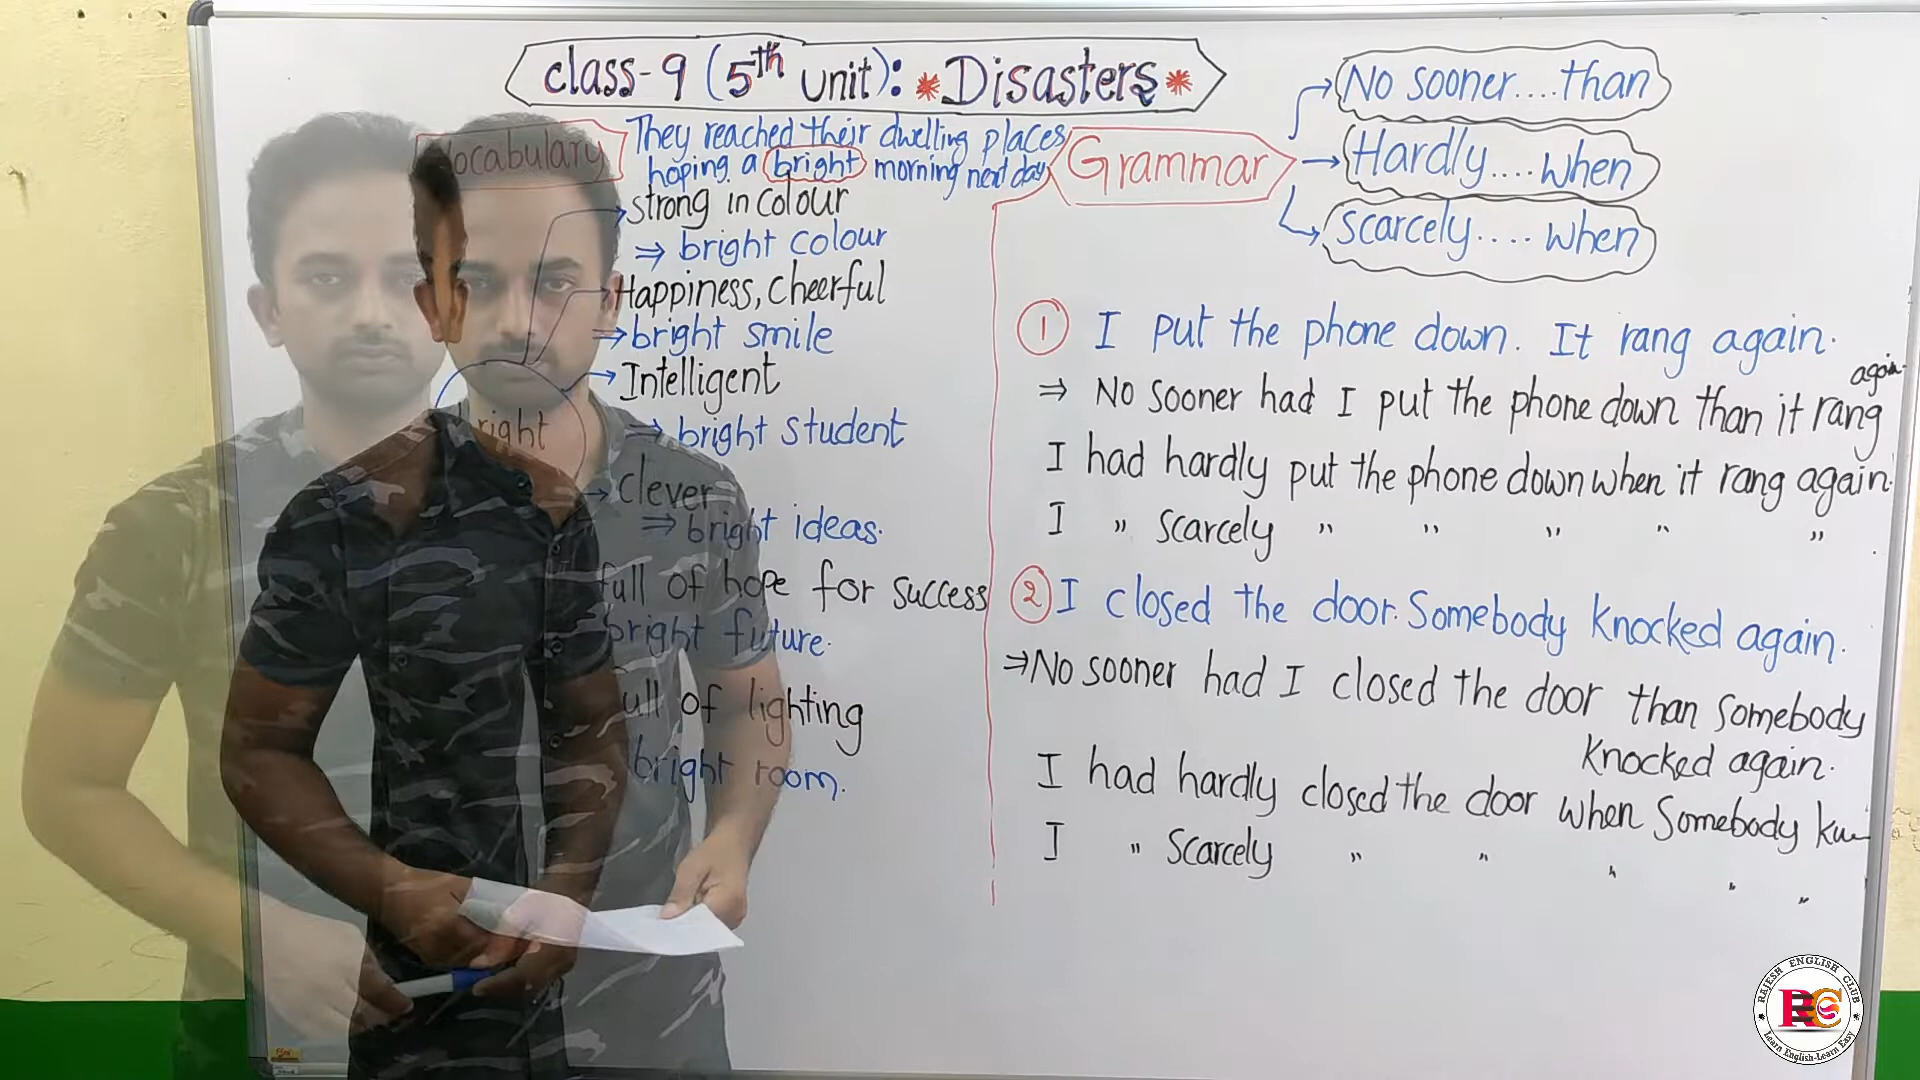 class-9 (5th unit): *Disasters*
Vocabulary
They reached their dwelling places
hoping a bright morning next day
strong in colour
⇒ bright colour
Happiness, cheerful
⇒ bright smile
Intelligent
⇒ bright student
bright
clever
⇒ bright ideas.
full of hope for success
bright future.
full of lighting
bright room.
Grammar
No sooner....than
Hardly....when
scarcely.... when
① I put the phone down. It rang again.
⇒ No sooner had I put the phone down than it rang again.
I had hardly put the phone down when it rang again.
I " scarcely " " " " "
② I closed the door. Somebody knocked again.
⇒ No sooner had I closed the door than somebody
knocked again.
I had hardly closed the door when somebody
I " scarcely " " " " "
RAJESH ENGLISH CLUB
REC
Learn English-Learn Easy